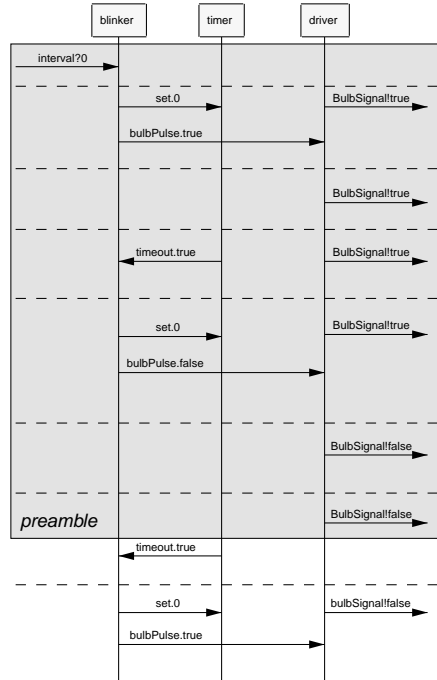 blinker timer driver
interval?0
set.0 BulbSignal!true
bulbPulse.true
BulbSignal!true
timeout.true BulbSignal!true
set.0 BulbSignal!true
bulbPulse.false
BulbSignal!false
preamble BulbSignal!false
timeout.true
set.0 bulbSignal!false
bulbPulse.true